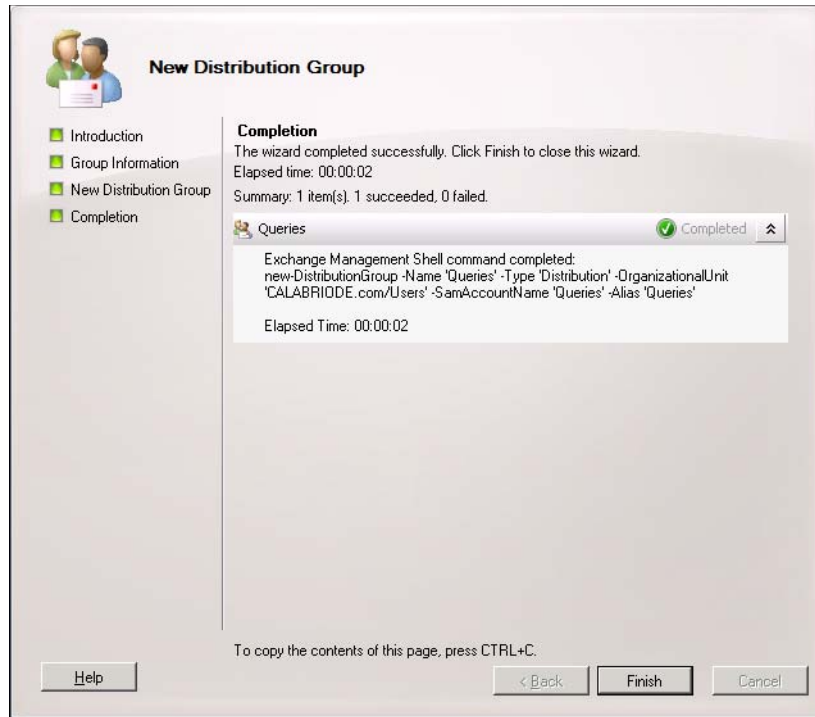 New Distribution Group
Introduction
Group Information
New Distribution Group
Completion
Completion
The wizard completed successfully. Click Finish to close this wizard.
Elapsed time: 00:00:02
Summary: 1 item(s). 1 succeeded, 0 failed.
Queries
Completed
Exchange Management Shell command completed:
new-DistributionGroup -Name 'Queries' -Type 'Distribution' -OrganizationalUnit
'CALABRIODE.com/Users' -SamAccountName 'Queries' -Alias 'Queries'
Elapsed Time: 00:00:02
To copy the contents of this page, press CTRL+C.
Help
< Back
Finish
Cancel